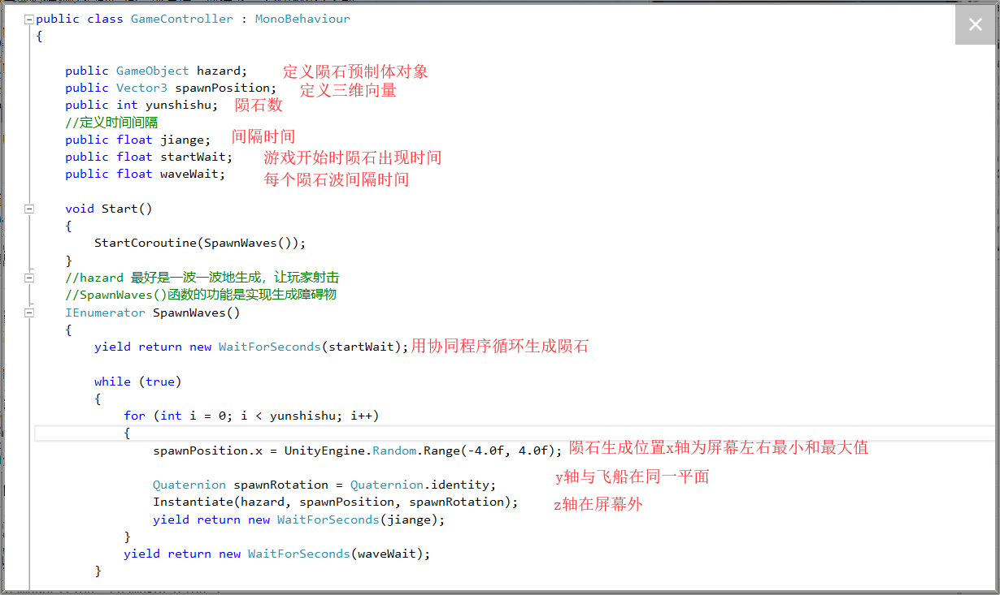 public class GameController : MonoBehaviour
{
public GameObject hazard; 定义陨石预制体对象
public Vector3 spawnPosition; 定义三维向量
public int yunshishu; 陨石数
//定义时间间隔
public float jiange; 间隔时间
public float startWait; 游戏开始时陨石出现时间
public float waveWait; 每个陨石波间隔时间
void Start()
{
StartCoroutine(SpawnWaves());
}
//hazard 最好是一波一波地生成，让玩家射击
//SpawnWaves()函数的功能是实现生成障碍物
IEnumerator SpawnWaves()
{
yield return new WaitForSeconds(startWait); 用协同程序循环生成陨石
while (true)
{
for (int i = 0; i < yunshishu; i++)
{
spawnPosition.x = UnityEngine.Random.Range(-4.0f, 4.0f); 陨石生成位置x轴为屏幕左右最小和最大值
y轴与飞船在同一平面
Quaternion spawnRotation = Quaternion.identity;
Instantiate(hazard, spawnPosition, spawnRotation); z轴在屏幕外
yield return new WaitForSeconds(jiange);
}
yield return new WaitForSeconds(waveWait);
}